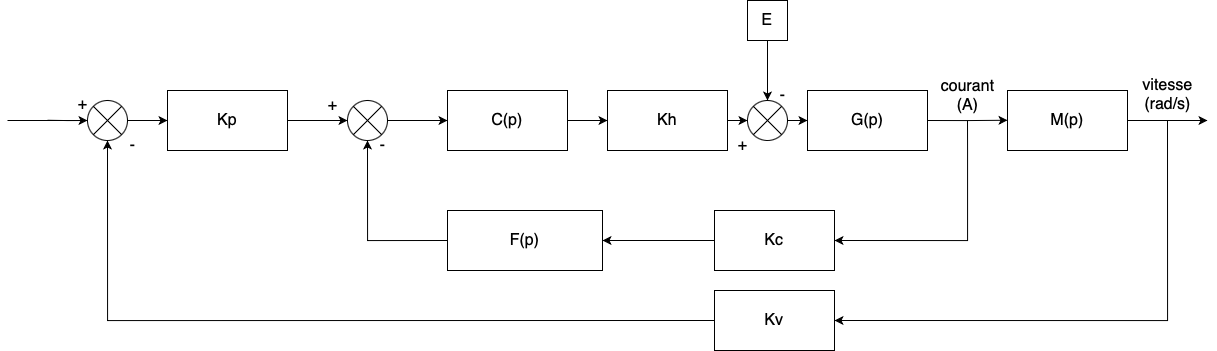 E
courant
(A)
vitesse
(rad/s)
+
-
Kp
+
-
C(p)
Kh
-
+
G(p)
M(p)
F(p)
Kc
Kv